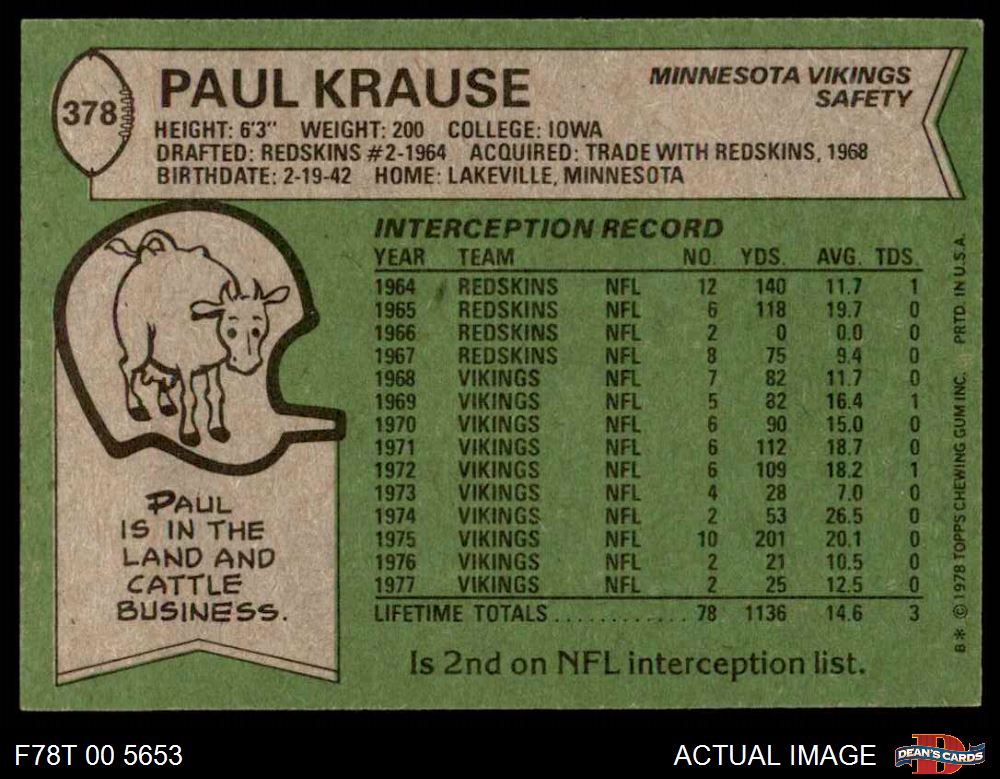 378
PAUL KRAUSE
MINNESOTA VIKINGS
SAFETY
HEIGHT: 6'3" WEIGHT: 200 COLLEGE: IOWA
DRAFTED: REDSKINS #2-1964 ACQUIRED: TRADE WITH REDSKINS, 1968
BIRTHDATE: 2-19-42 HOME: LAKEVILLE, MINNESOTA
INTERCEPTION RECORD
YEAR TEAM NO. YDS. AVG. TDS.
1964 REDSKINS NFL 12 140 11.7 1
1965 REDSKINS NFL 6 118 19.7 0
1966 REDSKINS NFL 2 0 0.0 0
1967 REDSKINS NFL 8 75 9.4 0
1968 VIKINGS NFL 7 82 11.7 0
1969 VIKINGS NFL 5 82 16.4 1
1970 VIKINGS NFL 6 90 15.0 0
1971 VIKINGS NFL 6 112 18.7 0
1972 VIKINGS NFL 6 109 18.2 1
1973 VIKINGS NFL 4 28 7.0 0
1974 VIKINGS NFL 2 53 26.5 0
1975 VIKINGS NFL 10 201 20.1 0
1976 VIKINGS NFL 2 21 10.5 0
1977 VIKINGS NFL 2 25 12.5 0
LIFETIME TOTALS............ 78 1136 14.6 3
Is 2nd on NFL interception list.
PAUL
IS IN THE
LAND AND
CATTLE
BUSINESS.
B* © 1978 TOPPS CHEWING GUM INC. PRTD. IN U.S.A.
F78T 00 5653
ACTUAL IMAGE
D
DEAN'S CARDS